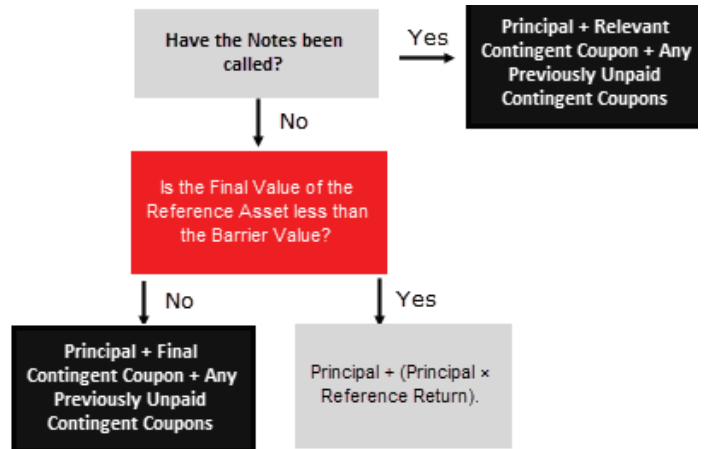 Have the Notes been
called?
Yes
Principal + Relevant
Contingent Coupon + Any
Previously Unpaid
Contingent Coupons
No
Is the Final Value of the
Reference Asset less than
the Barrier Value?
No
Yes
Principal + Final
Contingent Coupon + Any
Previously Unpaid
Contingent Coupons
Principal + (Principal ×
Reference Return).